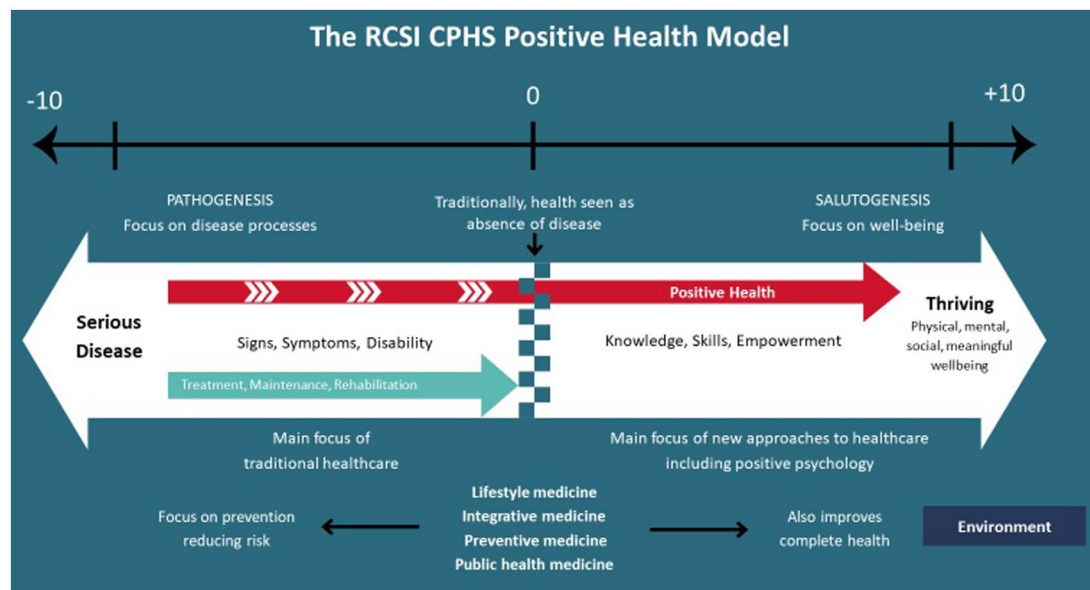 The RCSI CPHS Positive Health Model
-10
0
+10
PATHOGENESIS
Focus on disease processes
Traditionally, health seen as
absence of disease
SALUTOGENESIS
Focus on well-being
Positive Health
Serious
Disease
Signs, Symptoms, Disability
Knowledge, Skills, Empowerment
Thriving
Physical, mental,
social, meaningful
wellbeing
Treatment, Maintenance, Rehabilitation
Main focus of
traditional healthcare
Main focus of new approaches to healthcare
including positive psychology
Focus on prevention
reducing risk
Lifestyle medicine
Integrative medicine
Preventive medicine
Public health medicine
Also improves
complete health
Environment